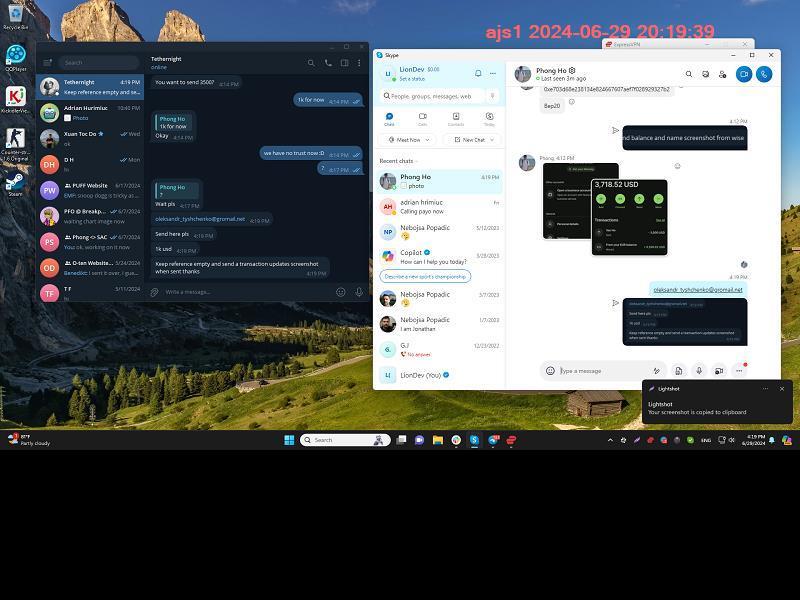 ajs1 2024-06-29 20:19:39
Recycle Bin
QQPlayer
KickidlerViewer
Counter-str...
1.6 Original
Steam
Search
Tethernight
4:19 PM
Keep reference empty and se...
Adrian Hurimiuc
10:40 PM
Photo
Xuan Toc Do
Wed
ok
D H
Mon
hi
PUFF Website
6/17/2024
EMP: snoop dogg is tricky as ...
PFO @ Breakp...
6/7/2024
waiting chart image now
Phong <> SAC
6/7/2024
You: ok, working on it now
O-ten Website...
5/24/2024
Benedikt: I sent it over, I gue...
T F
5/11/2024
hi
Tethernight
online
You want to send 3500?
4:14 PM
1k for now
4:14 PM
Phong Ho
1k for now
Okay
4:14 PM
we have no trust now :D
4:14 PM
?
4:17 PM
Phong Ho
?
Wait pls
4:17 PM
oleksandr_tyshchenko@gromail.net
4:19 PM
Send here pls
4:19 PM
1k usd
4:19 PM
Keep reference empty and send a transaction updates screenshot
when sent thanks
4:19 PM
Write a message...
ExpressVPN
Skype
LionDev
$0.00
Set a status
People, groups, messages, web
Chats
Calls
Contacts
Today
Meet Now
New Chat
Recent chats
Phong Ho
4:19 PM
photo
adrian hrimiuc
Fri
Calling payo now
Nebojsa Popadic
5/12/2023
Copilot
5/28/2023
How can I help you today?
Describe a new sport's championship
Nebojsa Popadic
3/7/2023
Nebojsa Popadic
1/7/2023
I am Jonathan
G.J
12/23/2022
No answer
LionDev (You)
Phong Ho
Last seen 3m ago
Bep20
4:12 PM
nd balance and name screenshot from wise
Phong, 4:12 PM
3,718.52 USD
Transactions
4:19 PM
oleksandr_tyshchenko@gromail.net
oleksandr_tyshchenko@gromail.net
Send here pls
1k usd
Keep reference empty and send a transaction updates screenshot
when sent thanks
Type a message
Lightshot
Lightshot
Your screenshot is copied to clipboard
87°F
Partly cloudy
Search
ENG
4:19 PM
6/29/2024